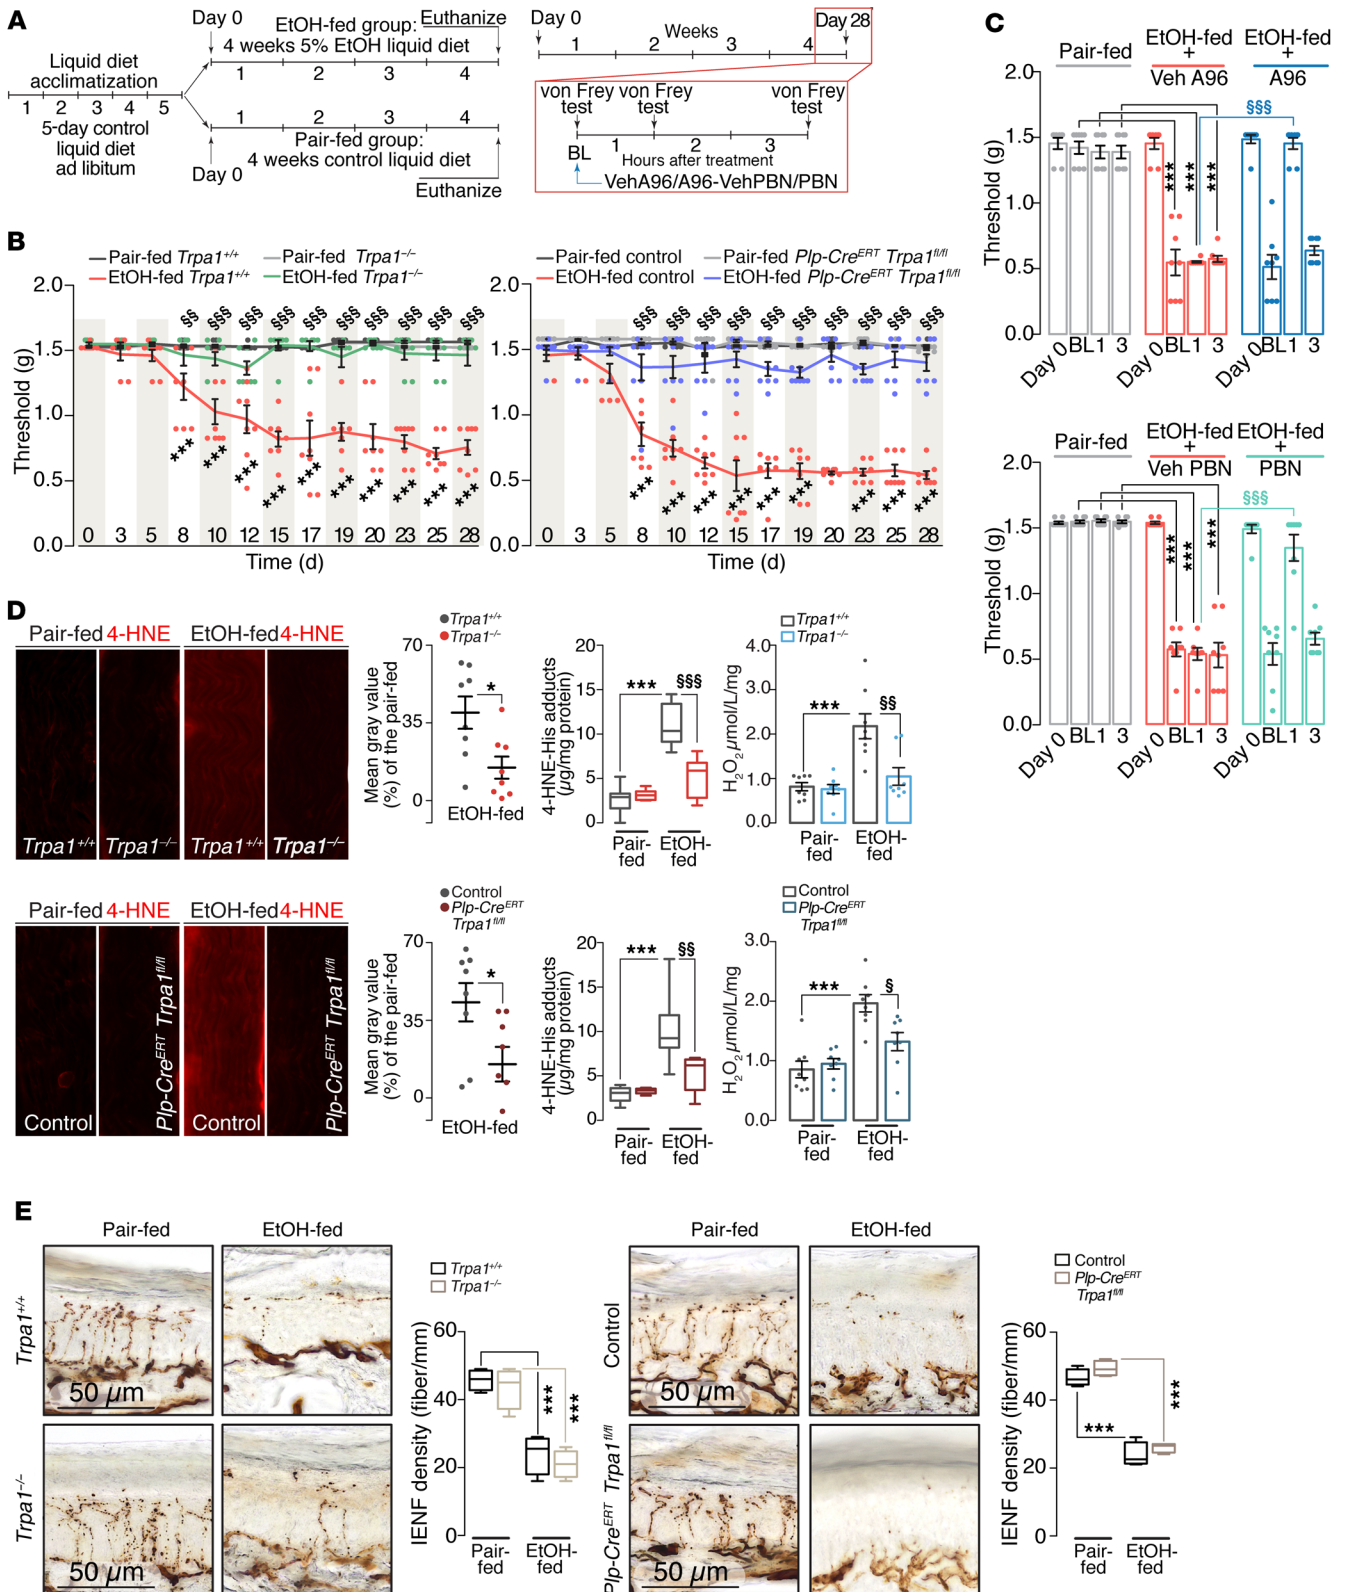 A
Day 0
EtOH-fed group:
Euthanize
4 weeks 5% EtOH liquid diet
Liquid diet
acclimatization
1 2 3 4
1 2 3 4 5
5-day control
liquid diet
ad libitum
1 2 3 4
Pair-fed group:
4 weeks control liquid diet
Day 0
Euthanize
Day 0
Weeks
Day 28
1 2 3 4
von Frey test
von Frey test
von Frey test
1 2 3
BL
Hours after treatment
VehA96/A96-VehPBN/PBN
B
Pair-fed Trpa1+/+
Pair-fed Trpa1−/−
EtOH-fed Trpa1+/+
EtOH-fed Trpa1−/−
Threshold (g)
2.0
1.5
1.0
0.5
0.0
§§ §§§ §§§ §§§ §§§ §§§ §§§ §§§ §§§ §§§
*** *** *** *** *** *** *** *** *** ***
0 3 5 8 10 12 15 17 19 20 23 25 28
Time (d)
Pair-fed control
Pair-fed Plp-CreERT Trpa1fl/fl
EtOH-fed control
EtOH-fed Plp-CreERT Trpa1fl/fl
2.0
1.5
1.0
0.5
0.0
§§§ §§§ §§§ §§§ §§§ §§§ §§§ §§§ §§§ §§§
*** *** *** *** *** *** *** *** ***
0 3 5 8 10 12 15 17 19 20 23 25 28
Time (d)
C
Pair-fed
EtOH-fed
+
Veh A96
EtOH-fed
+
A96
Threshold (g)
2.0
1.5
1.0
0.5
0.0
*** *** ***
§§§
Day 0 BL 1 3
Day 0 BL 1 3
Day 0 BL 1 3
Pair-fed
EtOH-fed
+
Veh PBN
EtOH-fed
+
PBN
Threshold (g)
2.0
1.5
1.0
0.5
0.0
*** *** ***
§§§
Day 0 BL 1 3
Day 0 BL 1 3
Day 0 BL 1 3
D
Pair-fed 4-HNE
EtOH-fed 4-HNE
Trpa1+/+
Trpa1−/−
Trpa1+/+
Trpa1−/−
Trpa1+/+
Trpa1−/−
Mean gray value
(%) of the pair-fed
70
35
0
*
EtOH-fed
4-HNE-His adducts
(µg/mg protein)
20
15
10
5
0
***
§§§
Pair-fed
EtOH-fed
Trpa1+/+
Trpa1−/−
H2O2 µmol/L/mg
4.0
3.0
2.0
1.0
0.0
***
§§
Pair-fed
EtOH-fed
Pair-fed 4-HNE
EtOH-fed 4-HNE
Control
Plp-CreERT Trpa1fl/fl
Control
Plp-CreERT Trpa1fl/fl
Control
Plp-CreERT
Trpa1fl/fl
Mean gray value
(%) of the pair-fed
70
35
0
*
EtOH-fed
4-HNE-His adducts
(µg/mg protein)
20
15
10
5
0
***
§§
Pair-fed
EtOH-fed
Control
Plp-CreERT
Trpa1fl/fl
H2O2 µmol/L/mg
3.0
2.0
1.0
0.0
***
§
Pair-fed
EtOH-fed
E
Pair-fed
EtOH-fed
Trpa1+/+
50 µm
Trpa1−/−
50 µm
Trpa1+/+
Trpa1−/−
IENF density (fiber/mm)
60
40
20
0
***
***
Pair-fed
EtOH-fed
Pair-fed
EtOH-fed
Control
50 µm
Plp-CreERT Trpa1fl/fl
50 µm
Control
Plp-CreERT
Trpa1fl/fl
IENF density (fiber/mm)
60
40
20
0
***
***
Pair-fed
EtOH-fed